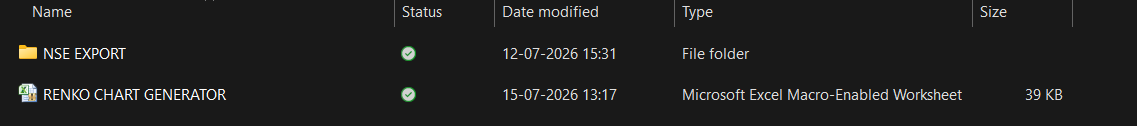 Name Status Date modified Type Size
NSE EXPORT 12-07-2026 15:31 File folder
RENKO CHART GENERATOR 15-07-2026 13:17 Microsoft Excel Macro-Enabled Worksheet 39 KB